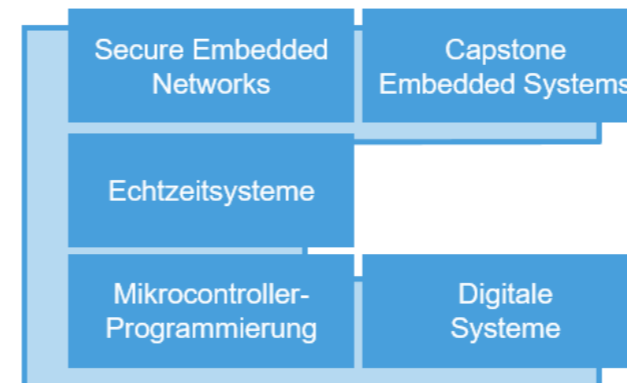 Secure Embedded
Networks
Capstone
Embedded Systems
Echtzeitsysteme
Mikrocontroller-
Programmierung
Digitale
Systeme